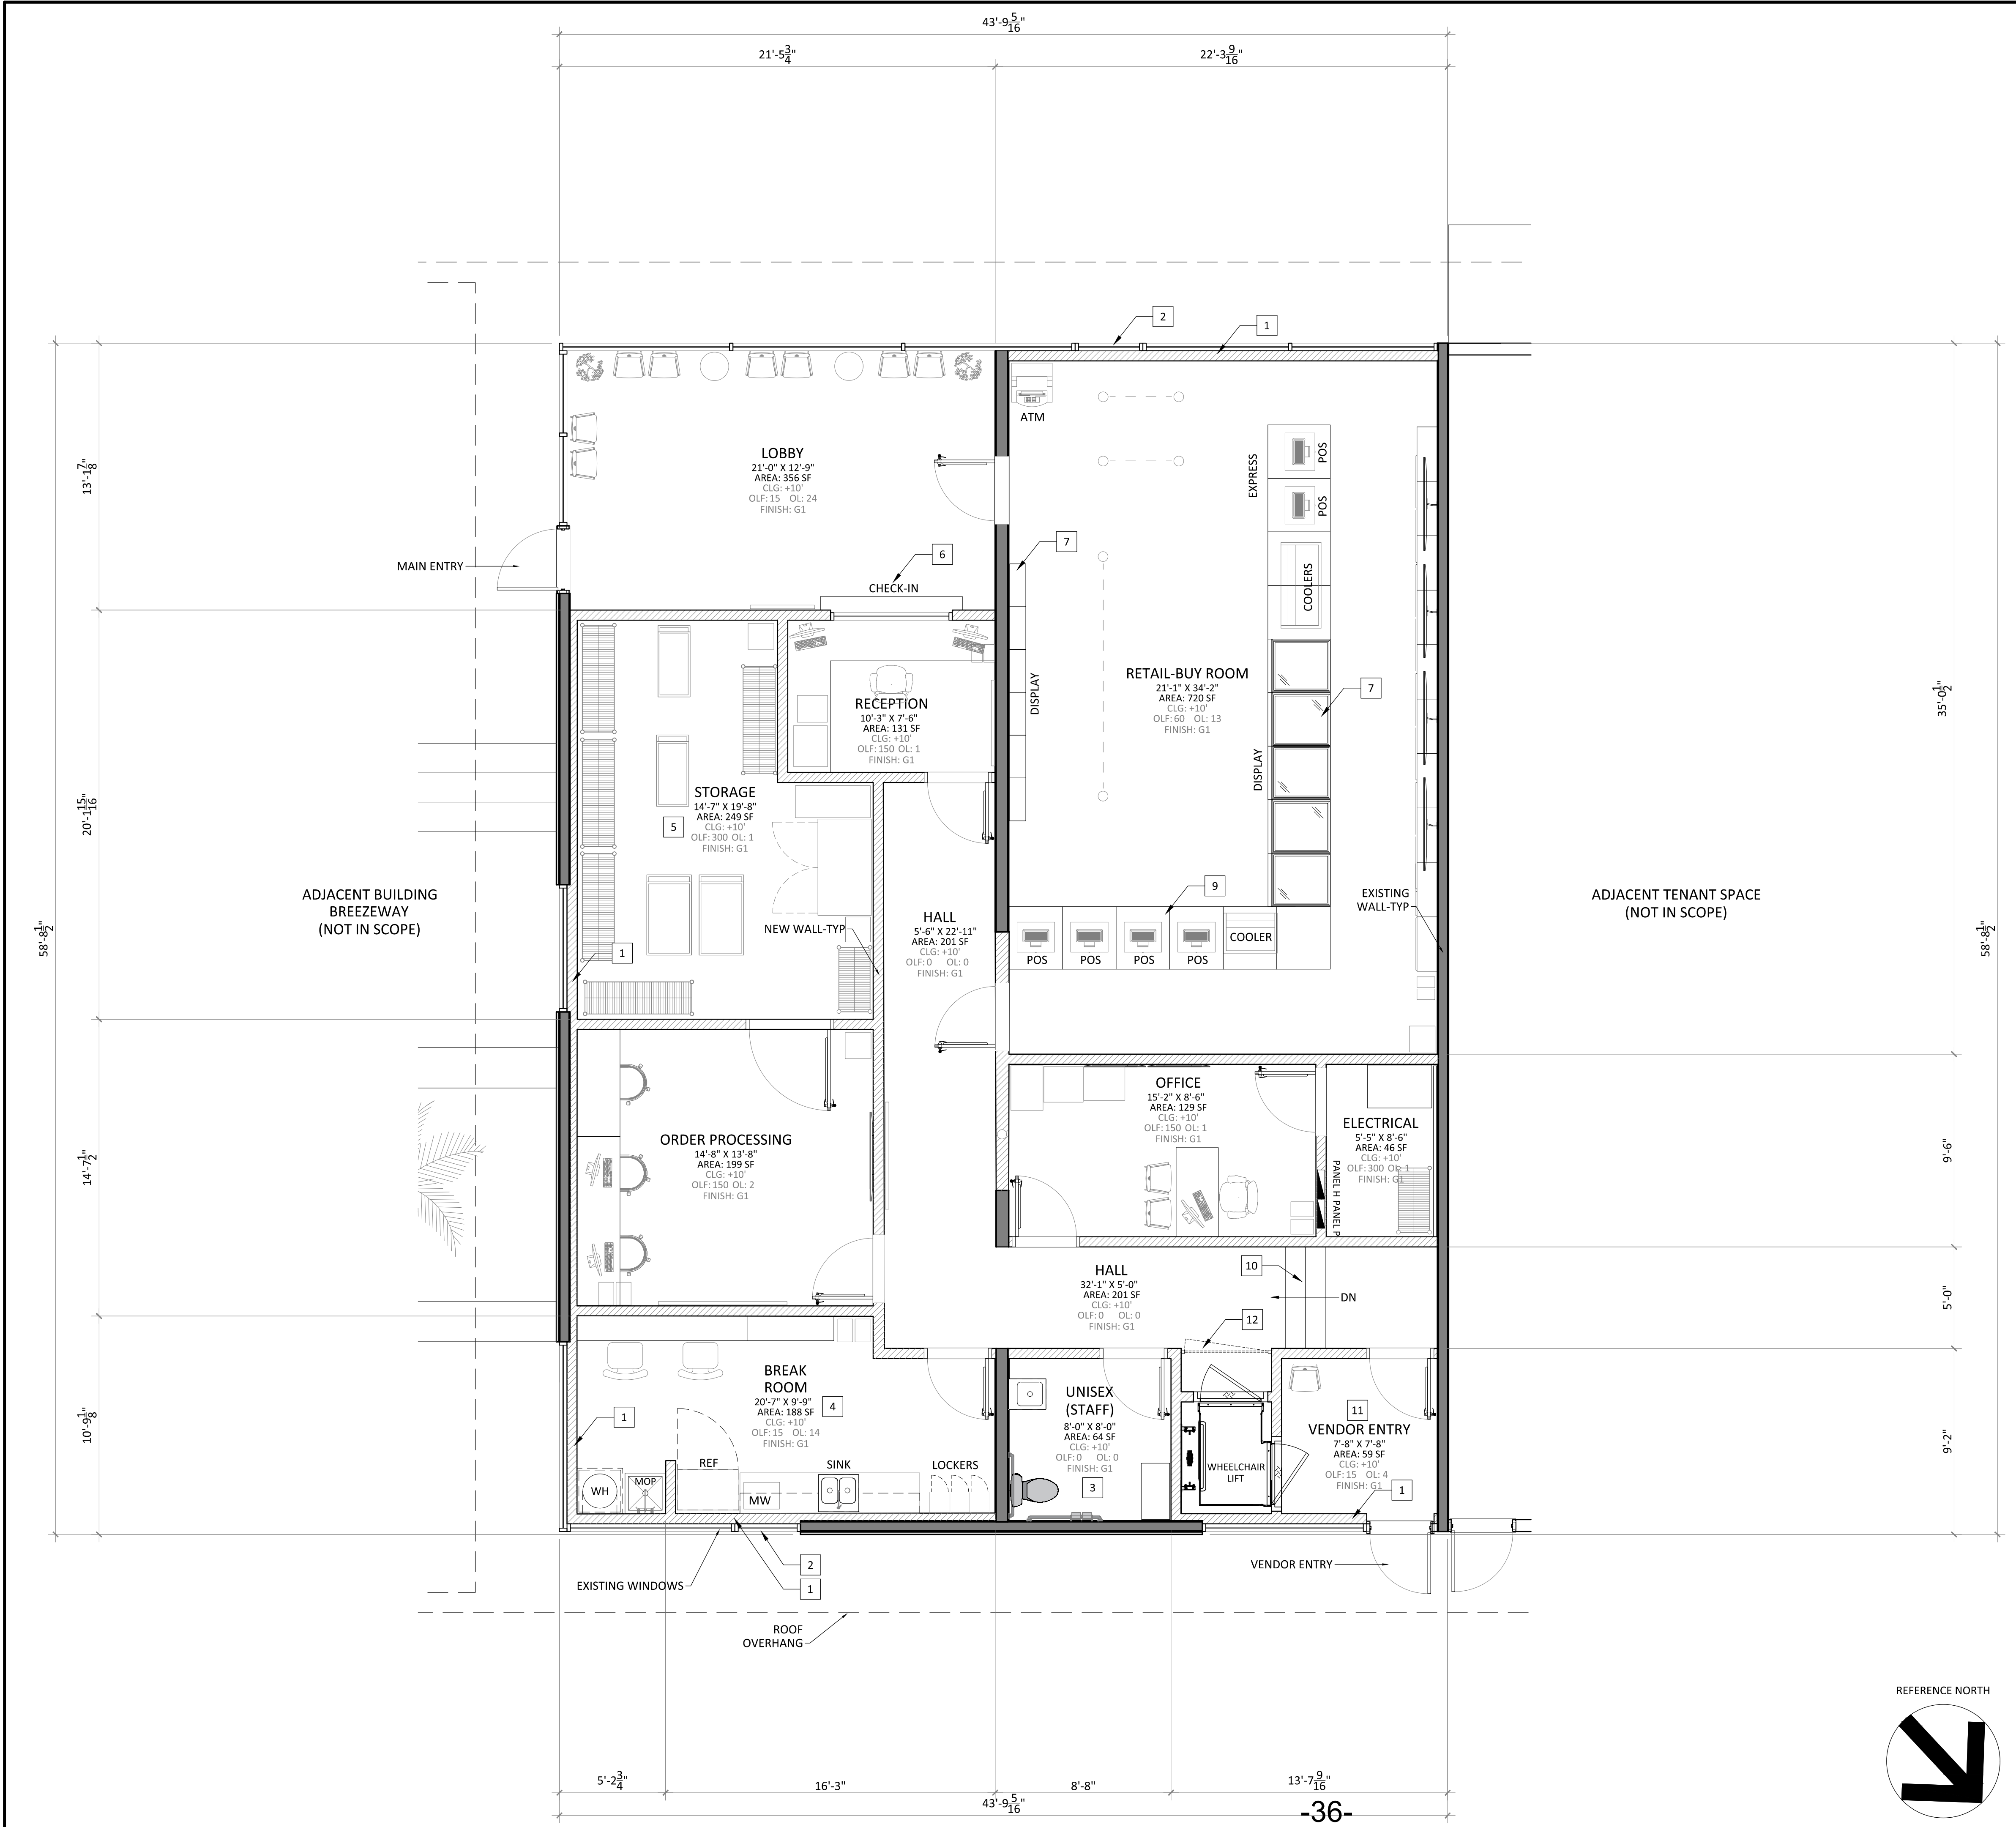 43'-9 5/16"
21'-5 3/4"
22'-3 9/16"
2
1
ATM
LOBBY
21'-0" X 12'-9"
AREA: 356 SF
CLG: +10'
OLF: 15 OL: 24
FINISH: G1
EXPRESS
POS
POS
13'-1 7/8"
MAIN ENTRY
6
7
CHECK-IN
COOLERS
RECEPTION
10'-3" X 7'-6"
AREA: 131 SF
CLG: +10'
OLF: 150 OL: 1
FINISH: G1
DISPLAY
RETAIL-BUY ROOM
21'-1" X 34'-2"
AREA: 720 SF
CLG: +10'
OLF: 60 OL: 13
FINISH: G1
7
35'-0 1/2"
DISPLAY
20'-1 15/16"
STORAGE
14'-7" X 19'-8"
AREA: 249 SF
CLG: +10'
OLF: 300 OL: 1
FINISH: G1
5
ADJACENT BUILDING
BREEZEWAY
(NOT IN SCOPE)
58'-8 1/2"
NEW WALL-TYP
1
HALL
5'-6" X 22'-11"
AREA: 201 SF
CLG: +10'
OLF: 0 OL: 0
FINISH: G1
9
POS
POS
POS
POS
COOLER
EXISTING
WALL-TYP
ADJACENT TENANT SPACE
(NOT IN SCOPE)
58'-8 1/2"
ORDER PROCESSING
14'-8" X 13'-8"
AREA: 199 SF
CLG: +10'
OLF: 150 OL: 2
FINISH: G1
14'-7 1/2"
OFFICE
15'-2" X 8'-6"
AREA: 129 SF
CLG: +10'
OLF: 150 OL: 1
FINISH: G1
ELECTRICAL
5'-5" X 8'-6"
AREA: 46 SF
CLG: +10'
OLF: 300 OL: 1
FINISH: G1
PANEL H PANEL P
9'-6"
HALL
32'-1" X 5'-0"
AREA: 201 SF
CLG: +10'
OLF: 0 OL: 0
FINISH: G1
10
DN
12
5'-0"
BREAK
ROOM
20'-7" X 9'-9"
AREA: 188 SF
CLG: +10'
OLF: 15 OL: 14
FINISH: G1
4
1
10'-9 1/8"
REF
SINK
LOCKERS
WH
MOP
MW
UNISEX
(STAFF)
8'-0" X 8'-0"
AREA: 64 SF
CLG: +10'
OLF: 0 OL: 0
FINISH: G1
3
WHEELCHAIR
LIFT
11
VENDOR ENTRY
7'-8" X 7'-8"
AREA: 59 SF
CLG: +10'
OLF: 15 OL: 4
FINISH: G1
1
9'-2"
2
1
EXISTING WINDOWS
VENDOR ENTRY
ROOF
OVERHANG
REFERENCE NORTH
5'-2 3/4"
16'-3"
8'-8"
13'-7 9/16"
43'-9 5/16"
-36-